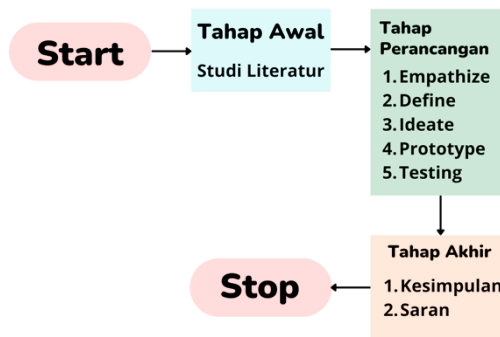 Start
Tahap Awal
Studi Literatur
Tahap
Perancangan
1. Empathize
2. Define
3. Ideate
4. Prototype
5. Testing
Tahap Akhir
1. Kesimpulan
2. Saran
Stop